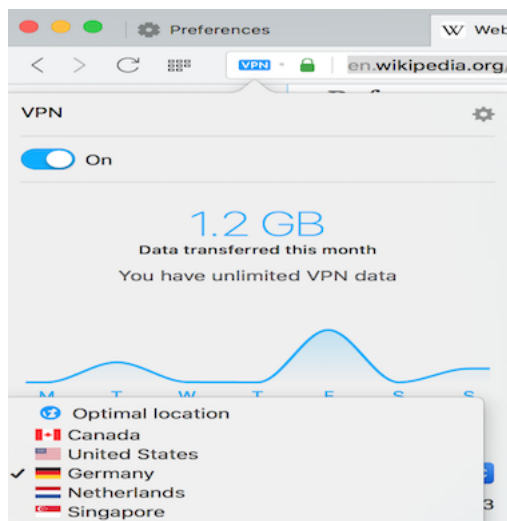 Preferences
W Web
VPN en.wikipedia.org/
VPN
On
1.2 GB
Data transferred this month
You have unlimited VPN data
M T W T F S S
Optimal location
Canada
United States
✓ Germany
Netherlands
3
Singapore